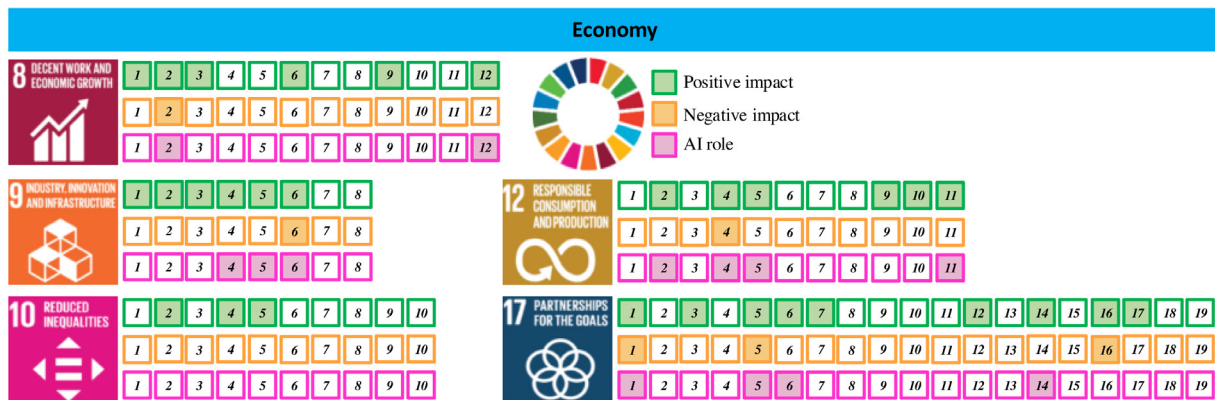 Economy
8 DECENT WORK AND
ECONOMIC GROWTH
1 2 3 4 5 6 7 8 9 10 11 12
1 2 3 4 5 6 7 8 9 10 11 12
1 2 3 4 5 6 7 8 9 10 11 12
Positive impact
Negative impact
AI role
9 INDUSTRY, INNOVATION
AND INFRASTRUCTURE
1 2 3 4 5 6 7 8
1 2 3 4 5 6 7 8
1 2 3 4 5 6 7 8
12 RESPONSIBLE
CONSUMPTION
AND PRODUCTION
1 2 3 4 5 6 7 8 9 10 11
1 2 3 4 5 6 7 8 9 10 11
1 2 3 4 5 6 7 8 9 10 11
10 REDUCED
INEQUALITIES
1 2 3 4 5 6 7 8 9 10
1 2 3 4 5 6 7 8 9 10
1 2 3 4 5 6 7 8 9 10
17 PARTNERSHIPS
FOR THE GOALS
1 2 3 4 5 6 7 8 9 10 11 12 13 14 15 16 17 18 19
1 2 3 4 5 6 7 8 9 10 11 12 13 14 15 16 17 18 19
1 2 3 4 5 6 7 8 9 10 11 12 13 14 15 16 17 18 19